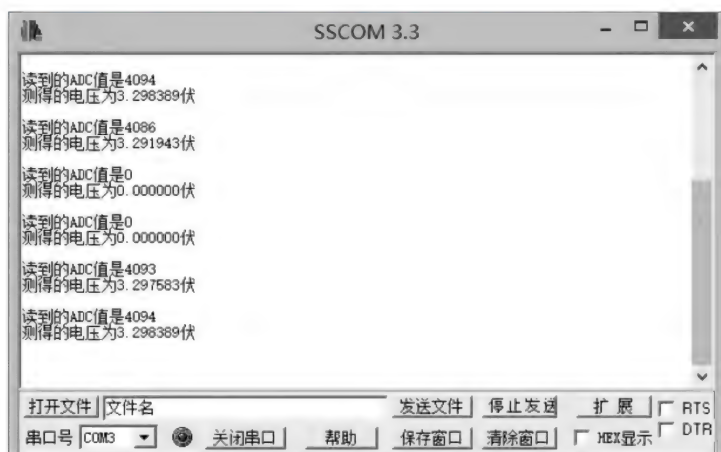 SSCOM 3.3
读到的ADC值是4094
测得的电压为3.298389伏
读到的ADC值是4086
测得的电压为3.291943伏
读到的ADC值是0
测得的电压为0.000000伏
读到的ADC值是0
测得的电压为0.000000伏
读到的ADC值是4093
测得的电压为3.297583伏
读到的ADC值是4094
测得的电压为3.298389伏
打开文件 文件名 发送文件 停止发送 扩展 RTS
串口号 COM3 关闭串口 帮助 保存窗口 清除窗口 HEX显示 DTR